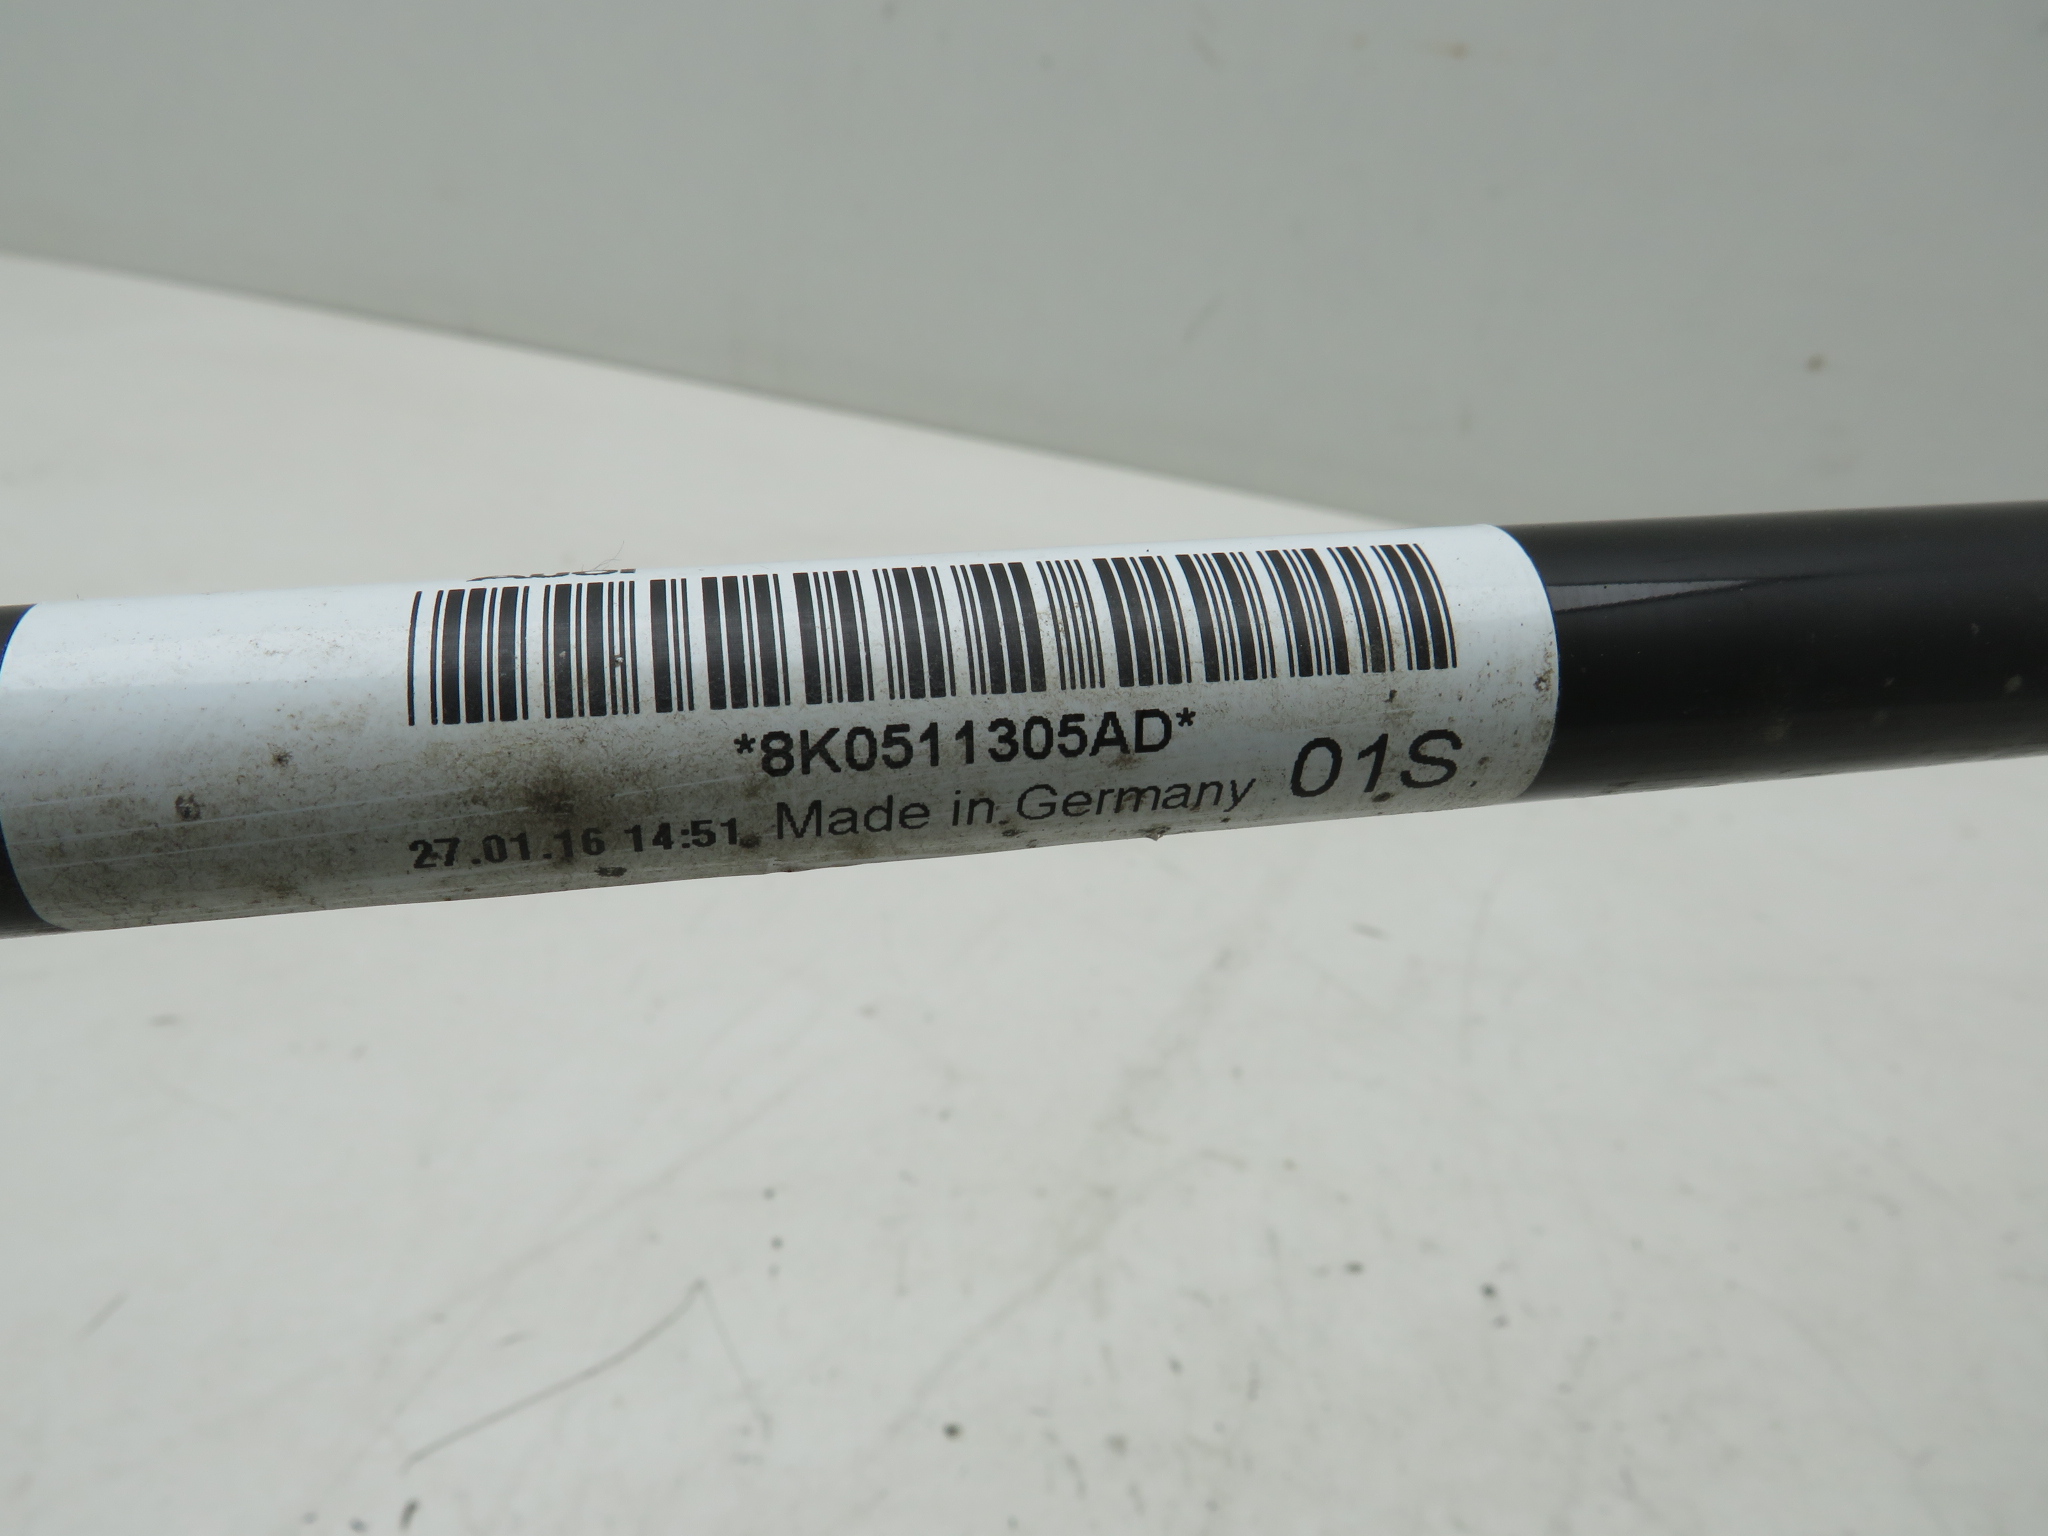 *8K0511305AD*
27.01.16 14:51 Made in Germany 01S